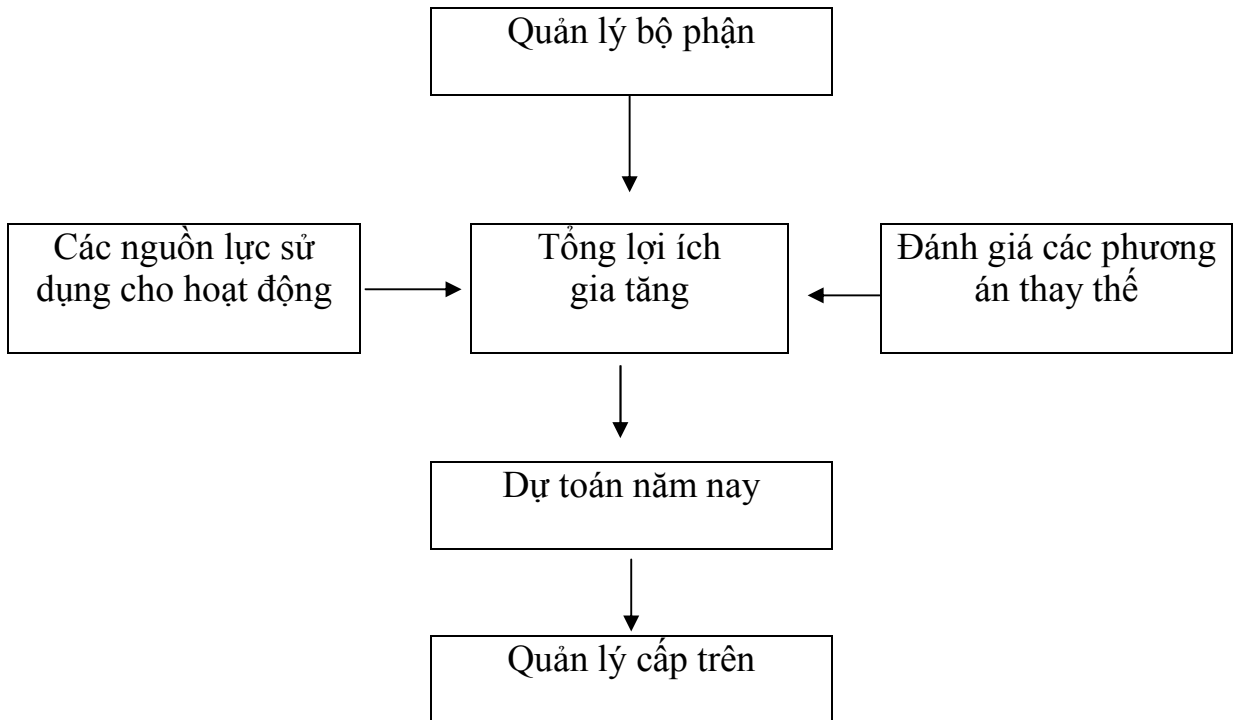 Quản lý bộ phận
Các nguồn lực sử
dụng cho hoạt động
Tổng lợi ích
gia tăng
Đánh giá các phương
án thay thế
Dự toán năm nay
Quản lý cấp trên